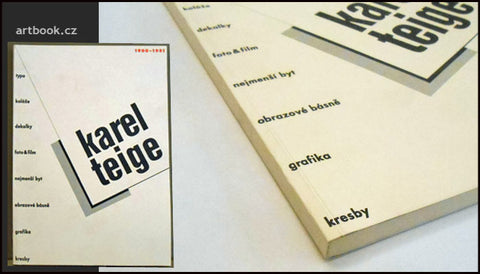 artbook.cz
1900-1951
typo
koláže
dekalky
foto & film
nejmenší byt
obrazové básně
grafika
kresby
karel
teige
koláže
dekalky
foto & film
nejmenší byt
obrazové básně
grafika
kresby
karel
teige